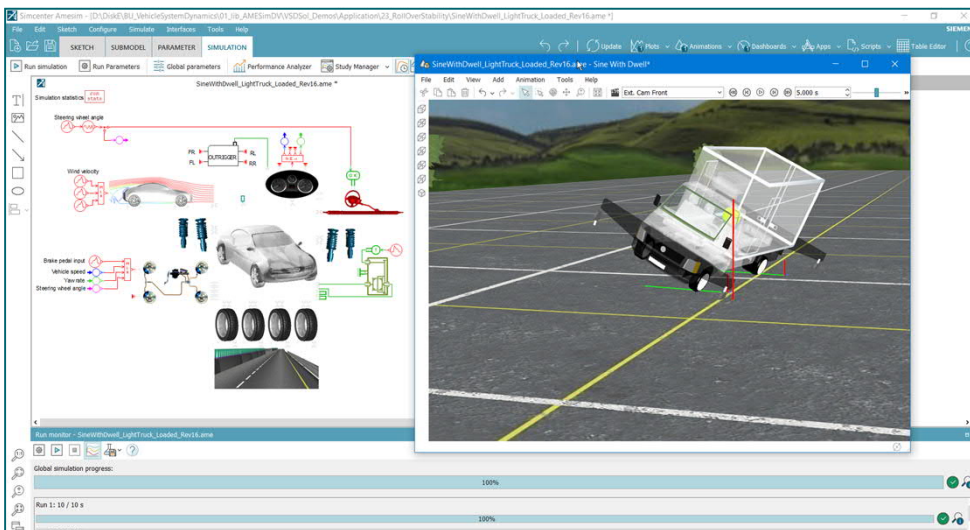 Simcenter Amesim - [D:\DiskE\BU_VehicleSystemDynamics\01_lib_AMESimDV\VSDSol_Demos\Application\23_RollOverStability\SineWithDwell_LightTruck_Loaded_Rev16.ame *]
File Edit Sketch Configure Simulate Interfaces Tools Help
SIEMEN
SKETCH SUBMODEL PARAMETER SIMULATION
Update Plots Animations Dashboards Apps Scripts Table Editor
Run simulation Run Parameters Global parameters Performance Analyzer Study Manager
SineWithDwell_LightTruck_Loaded_Rev16.ame *
Simulation statistics
run
stats
Steering wheel angle
FR
RL
OUTRIGGER
FL
RR
Wind velocity
Brake pedal input
Vehicle speed
Yaw rate
Steering wheel angle
SineWithDwell_LightTruck_Loaded_Rev16.ame - Sine With Dwell*
File Edit View Add Animation Tools Help
Ext. Cam Front
5.000 s
Run monitor - SineWithDwell_LightTruck_Loaded_Rev16.ame
Global simulation progress:
100%
Run 1: 10 / 10 s
100%